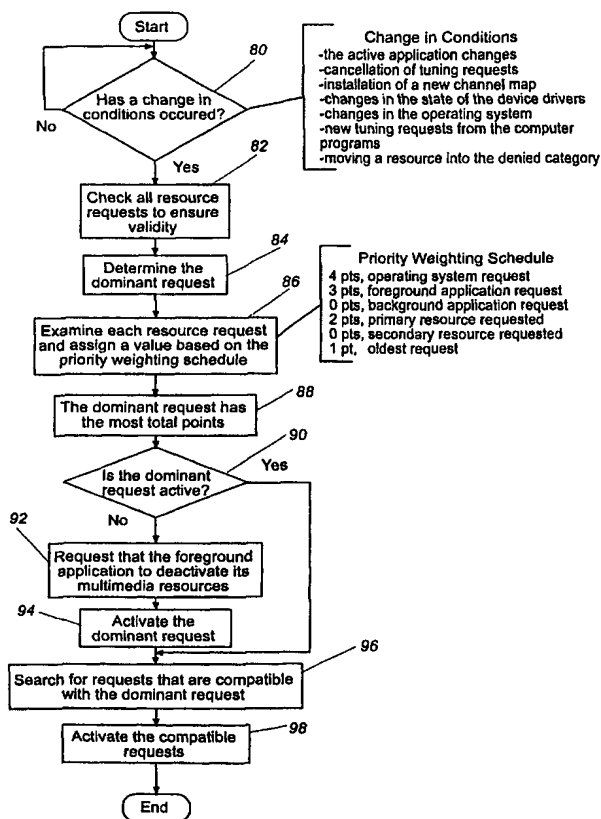 Start
80
Has a change in
conditions occured?
No
Yes
Change in Conditions
-the active application changes
-cancellation of tuning requests
-installation of a new channel map
-changes in the state of the device drivers
-changes in the operating system
-new tuning requests from the computer
programs
-moving a resource into the denied category
82
Check all resource
requests to ensure
validity
84
Determine the
dominant request
86
Examine each resource request
and assign a value based on the
priority weighting schedule
Priority Weighting Schedule
4 pts, operating system request
3 pts, foreground application request
0 pts, background application request
2 pts, primary resource requested
0 pts, secondary resource requested
1 pt, oldest request
88
The dominant request has
the most total points
90
Is the dominant
request active?
Yes
No
92
Request that the foreground
application to deactivate its
multimedia resources
94
Activate the
dominant request
96
Search for requests that are compatible
with the dominant request
98
Activate the compatible
requests
End